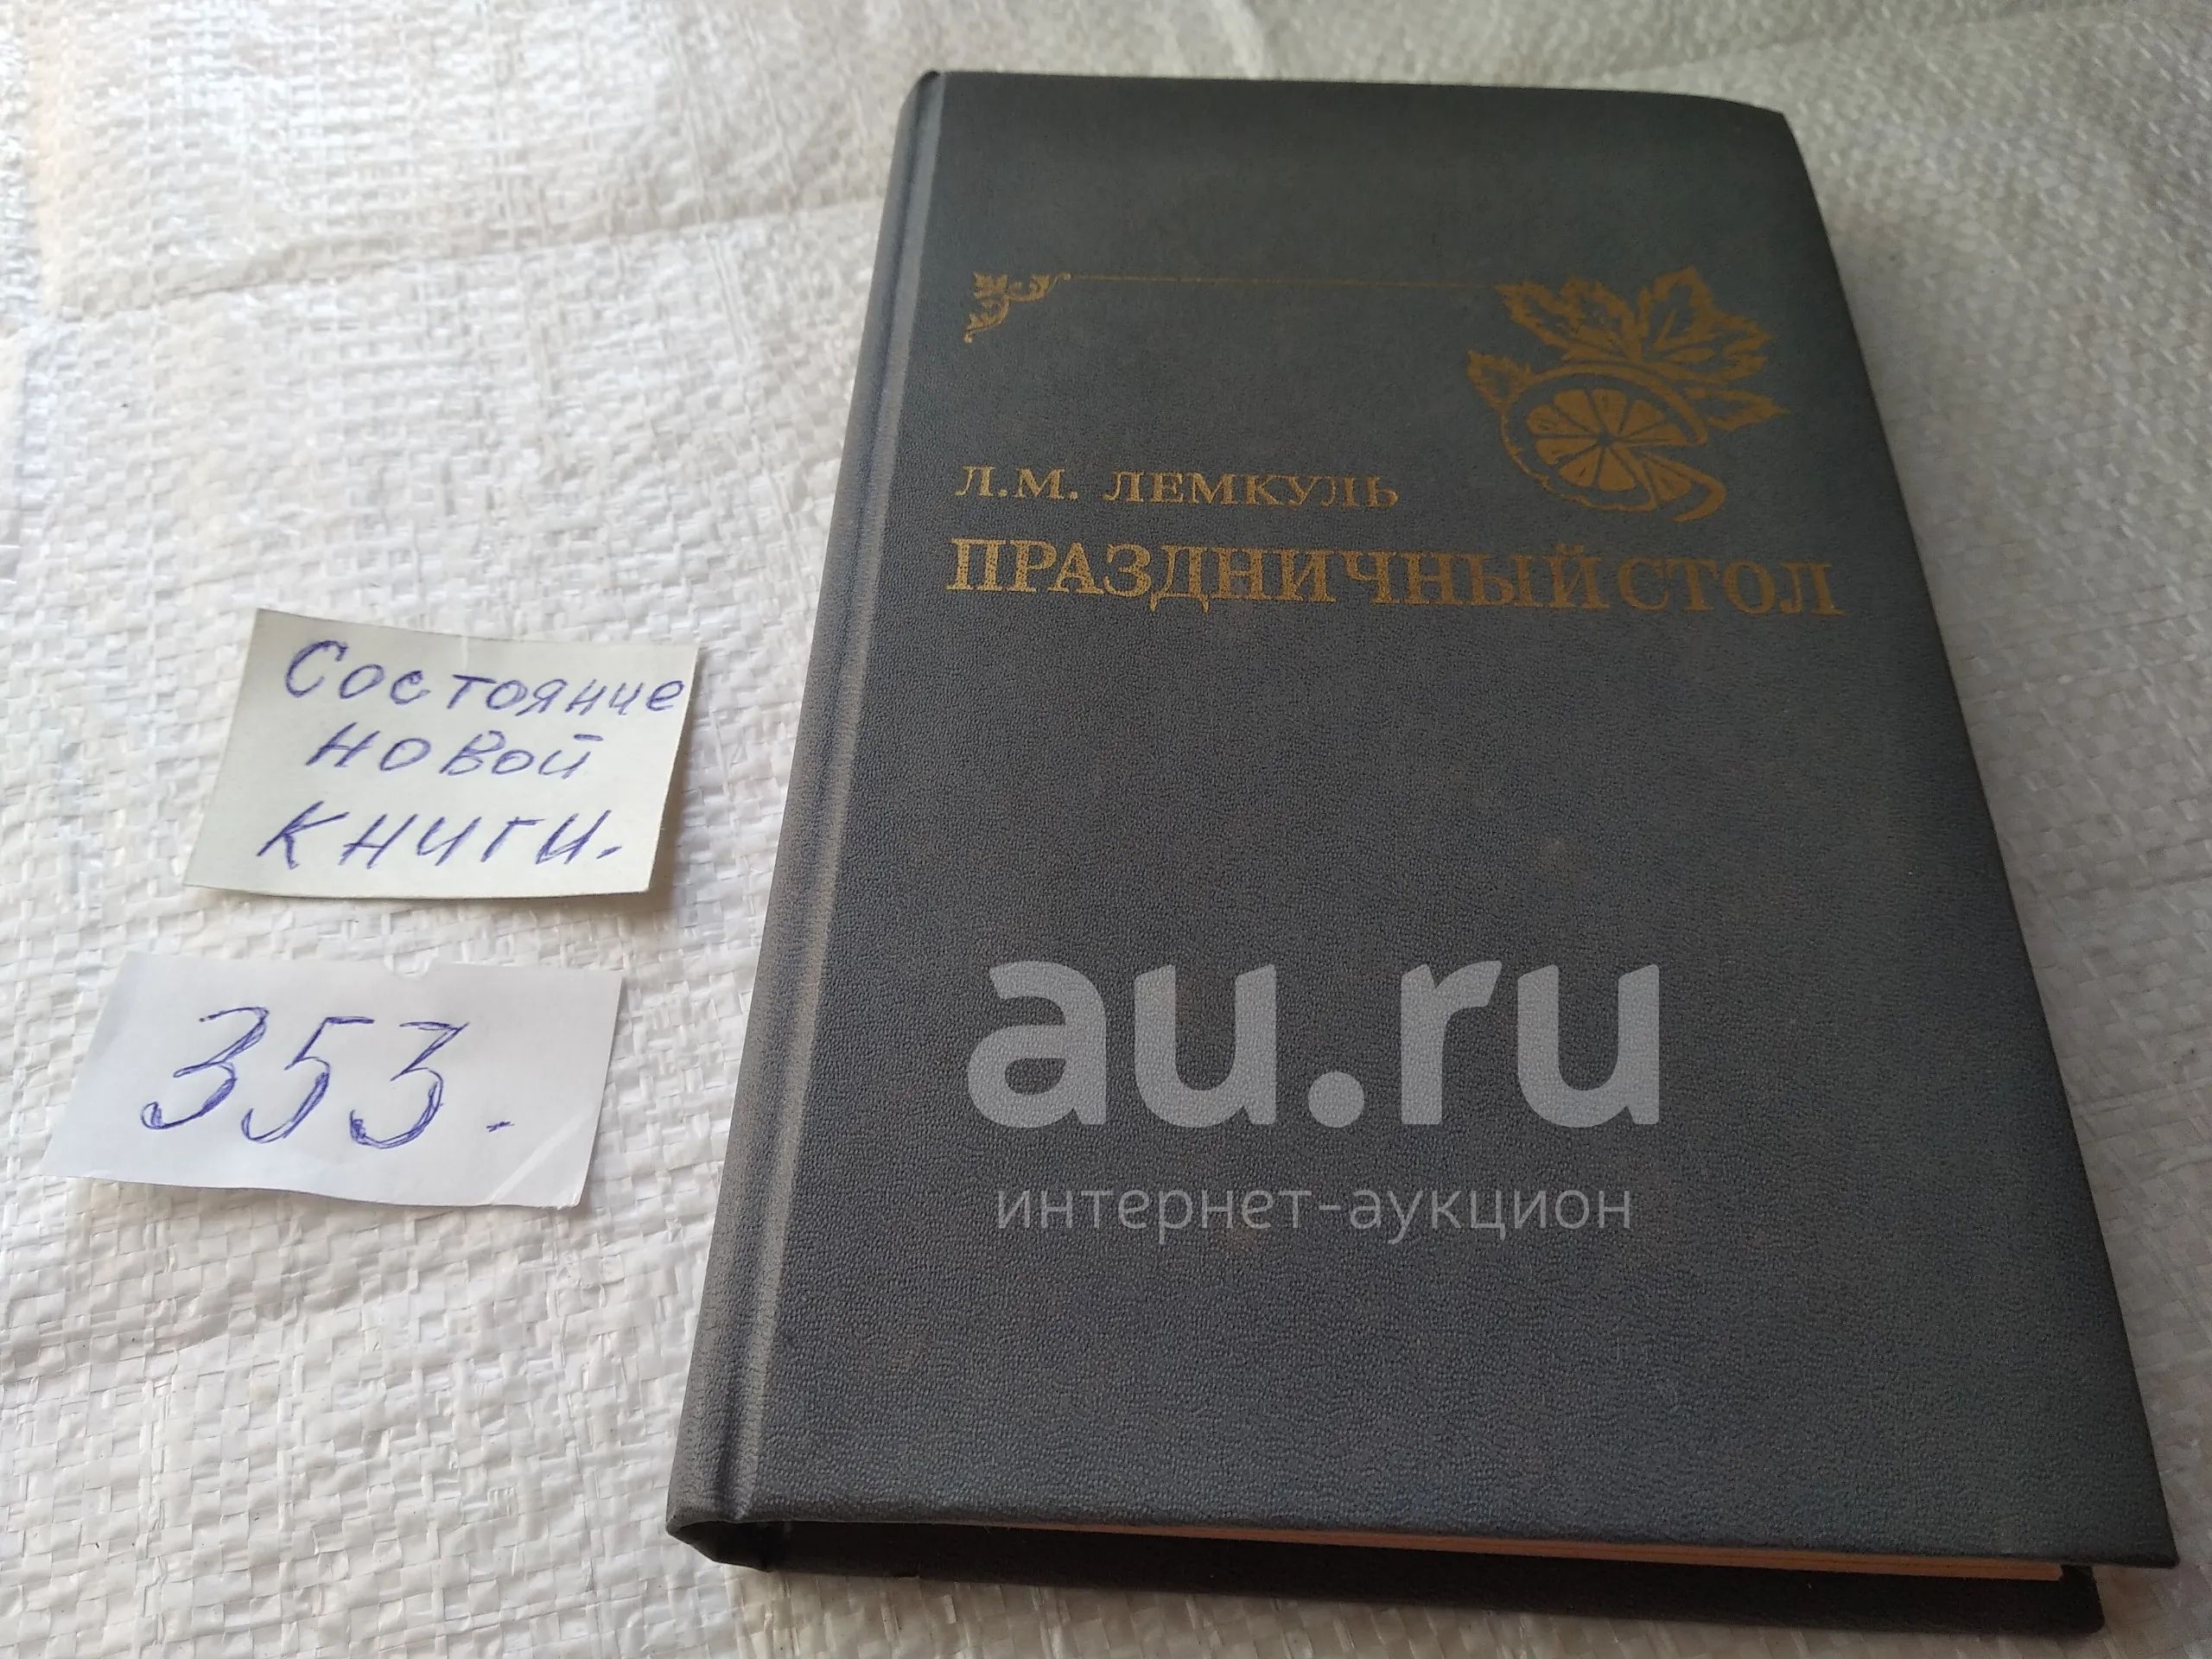 Л.М. ЛЕМКУЛЬ
ПРАЗДНИЧНЫЙ СТОЛ
Состояние
новой
книги.
353.
au.ru
интернет-аукцион